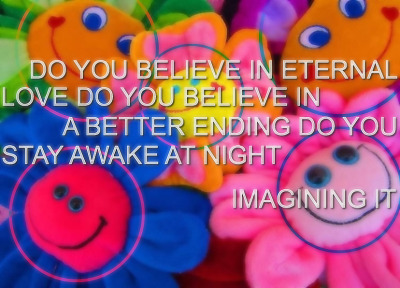 DO YOU BELIEVE IN ETERNAL
LOVE DO YOU BELIEVE IN
A BETTER ENDING DO YOU
STAY AWAKE AT NIGHT
IMAGINING IT